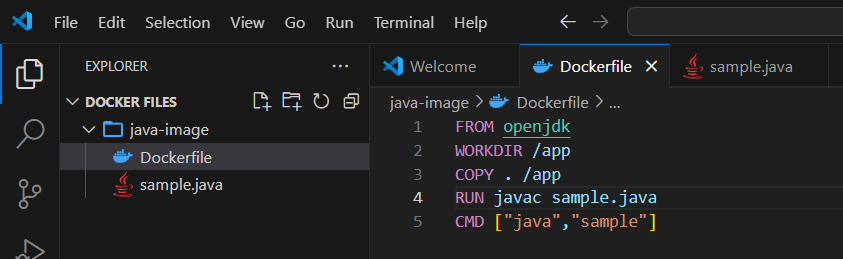 File Edit Selection View Go Run Terminal Help
EXPLORER ...
Welcome Dockerfile sample.java
DOCKER FILES
java-image
Dockerfile
sample.java
java-image > Dockerfile > ...
1 FROM openjdk
2 WORKDIR /app
3 COPY . /app
4 RUN javac sample.java
5 CMD ["java","sample"]